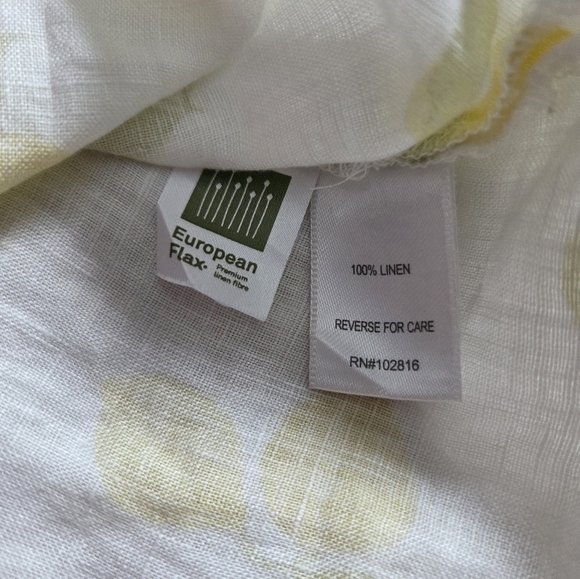 European
Flax®
Premium
linen fibre
100% LINEN
REVERSE FOR CARE
RN#102816